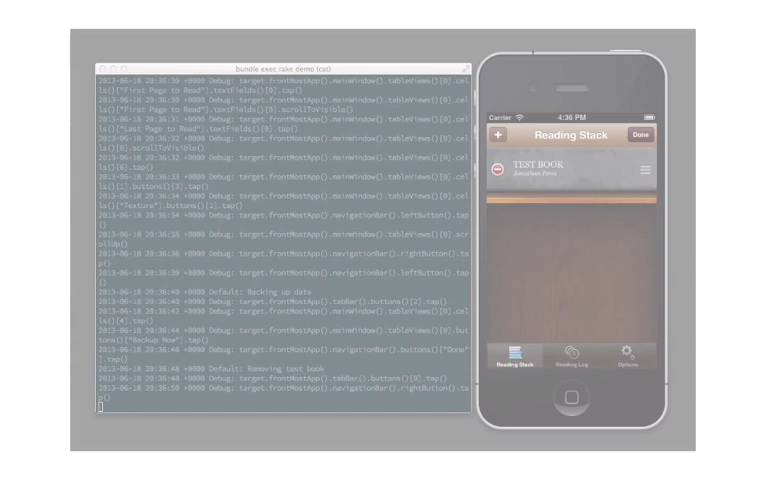 bundle exec rake demo (cat)
2013-06-18 20:36:30 +0000 Debug: target.frontMostApp().mainWindow().tableViews()[0].cel
ls()["First Page to Read"].textFields()[0].tap()
2013-06-18 20:36:30 +0000 Debug: target.frontMostApp().mainWindow().tableViews()[0].cel
ls()["First Page to Read"].textFields()[0].scrollToVisible()
2013-06-18 20:36:31 +0000 Debug: target.frontMostApp().mainWindow().tableViews()[0].cel
ls()["Last Page to Read"].textFields()[0].tap()
2013-06-18 20:36:32 +0000 Debug: target.frontMostApp().mainWindow().tableViews()[0].cel
ls()[6].scrollToVisible()
2013-06-18 20:36:32 +0000 Debug: target.frontMostApp().mainWindow().tableViews()[0].cel
ls()[6].tap()
2013-06-18 20:36:33 +0000 Debug: target.frontMostApp().mainWindow().tableViews()[0].cel
ls()[1].buttons()[3].tap()
2013-06-18 20:36:34 +0000 Debug: target.frontMostApp().mainWindow().tableViews()[0].cel
ls()["Texture"].buttons()[1].tap()
2013-06-18 20:36:34 +0000 Debug: target.frontMostApp().navigationBar().leftButton().tap
()
2013-06-18 20:36:35 +0000 Debug: target.frontMostApp().mainWindow().tableViews()[0].scr
ollUp()
2013-06-18 20:36:36 +0000 Debug: target.frontMostApp().navigationBar().rightButton().ta
p()
2013-06-18 20:36:39 +0000 Debug: target.frontMostApp().navigationBar().leftButton().tap
()
2013-06-18 20:36:40 +0000 Default: Backing up data
2013-06-18 20:36:40 +0000 Debug: target.frontMostApp().tabBar().buttons()[2].tap()
2013-06-18 20:36:42 +0000 Debug: target.frontMostApp().mainWindow().tableViews()[0].cel
ls()[4].tap()
2013-06-18 20:36:44 +0000 Debug: target.frontMostApp().mainWindow().tableViews()[0].but
tons()["Backup Now"].tap()
2013-06-18 20:36:46 +0000 Debug: target.frontMostApp().navigationBar().buttons()["Done"
].tap()
2013-06-18 20:36:48 +0000 Default: Removing test book
2013-06-18 20:36:48 +0000 Debug: target.frontMostApp().tabBar().buttons()[0].tap()
2013-06-18 20:36:50 +0000 Debug: target.frontMostApp().navigationBar().rightButton().ta
p()
Carrier 4:36 PM
+ Reading Stack Done
TEST BOOK
Jonathan Penn
Reading Stack Reading Log Options